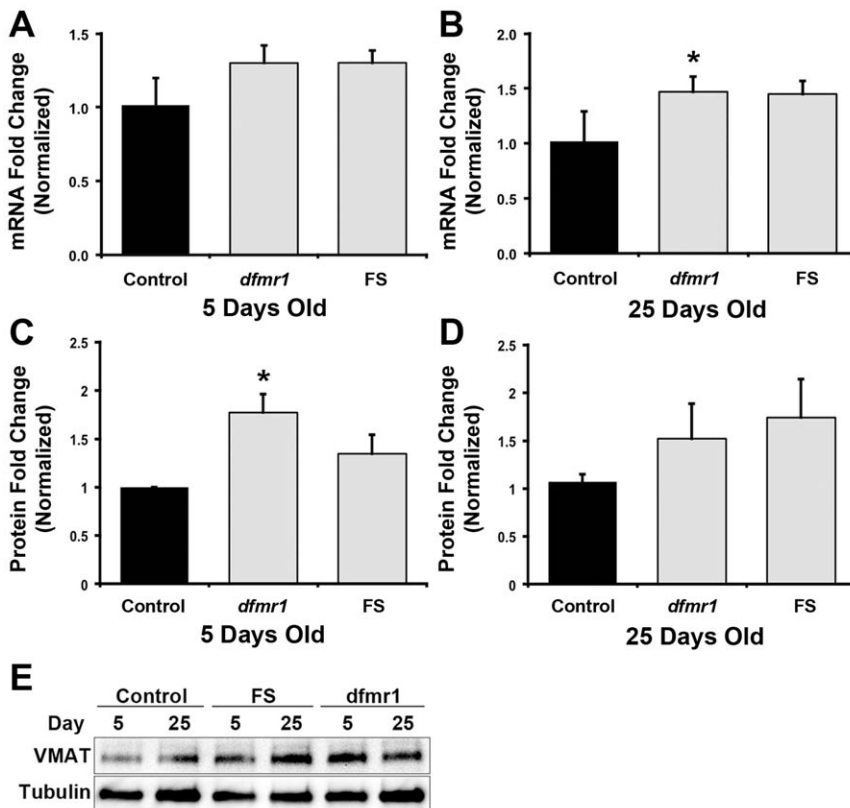 A
mRNA Fold Change
(Normalized)
1.5
1.0
0.5
0.0
Control dfmr1 FS
5 Days Old
B
mRNA Fold Change
(Normalized)
2.0
1.5
1.0
0.5
0.0
*
Control dfmr1 FS
25 Days Old
C
Protein Fold Change
(Normalized)
2.5
2
1.5
1
0.5
0
*
Control dfmr1 FS
5 Days Old
D
Protein Fold Change
(Normalized)
2.5
2
1.5
1
0.5
0
Control dfmr1 FS
25 Days Old
E
Control FS dfmr1
Day 5 25 5 25 5 25
VMAT
Tubulin